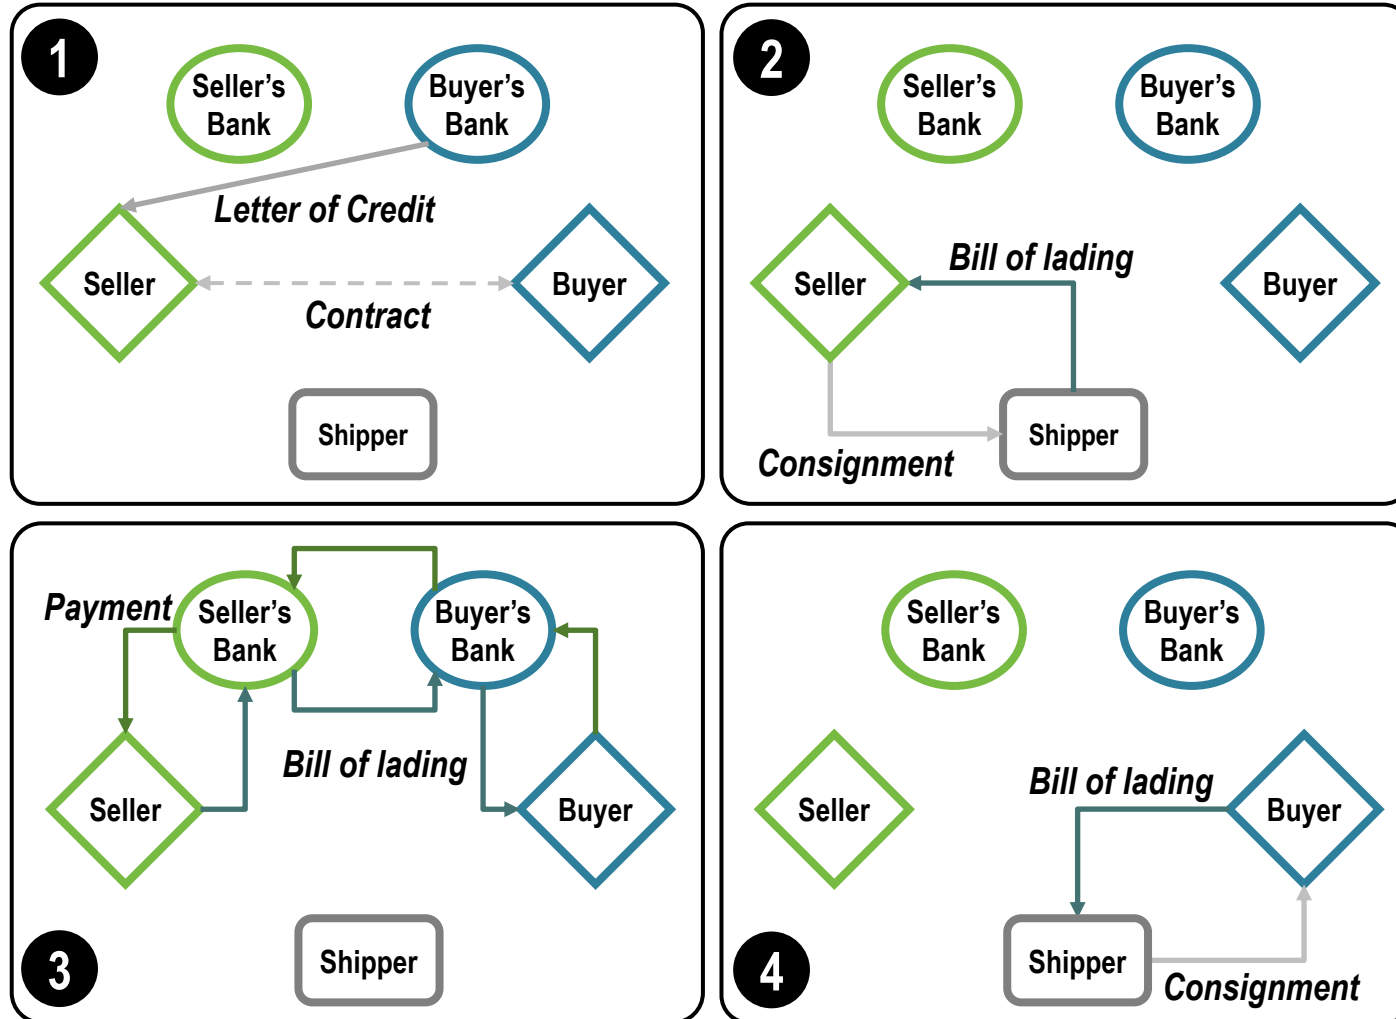 1
Seller's
Bank
Buyer's
Bank
Letter of Credit
Seller
Buyer
Contract
Shipper
2
Seller's
Bank
Buyer's
Bank
Bill of lading
Seller
Buyer
Shipper
Consignment
Payment
Seller's
Bank
Buyer's
Bank
Bill of lading
Seller
Buyer
3
Shipper
Seller's
Bank
Buyer's
Bank
Bill of lading
Seller
Buyer
4
Shipper
Consignment